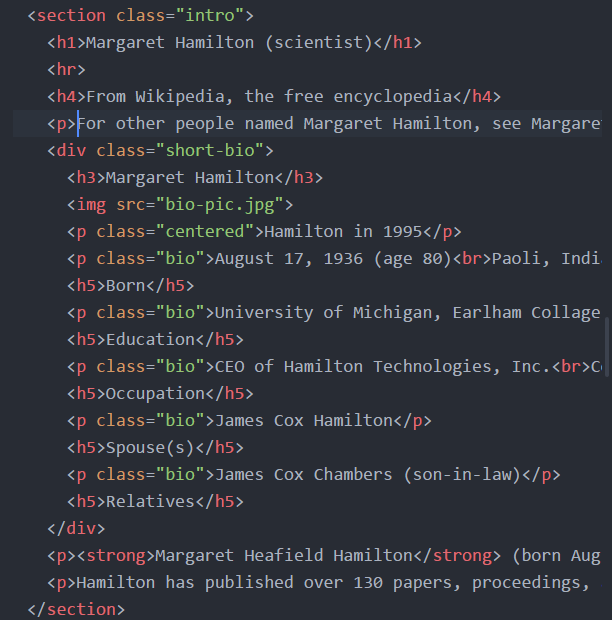 <section class="intro">
<h1>Margaret Hamilton (scientist)</h1>
<hr>
<h4>From Wikipedia, the free encyclopedia</h4>
<p>For other people named Margaret Hamilton, see Margaret
<div class="short-bio">
<h3>Margaret Hamilton</h3>
<img src="bio-pic.jpg">
<p class="centered">Hamilton in 1995</p>
<p class="bio">August 17, 1936 (age 80)<br>Paoli, Indi
<h5>Born</h5>
<p class="bio">University of Michigan, Earlham Collage
<h5>Education</h5>
<p class="bio">CEO of Hamilton Technologies, Inc.<br>C
<h5>Occupation</h5>
<p class="bio">James Cox Hamilton</p>
<h5>Spouse(s)</h5>
<p class="bio">James Cox Chambers (son-in-law)</p>
<h5>Relatives</h5>
</div>
<p><strong>Margaret Heafield Hamilton</strong> (born Aug
<p>Hamilton has published over 130 papers, proceedings,
</section>